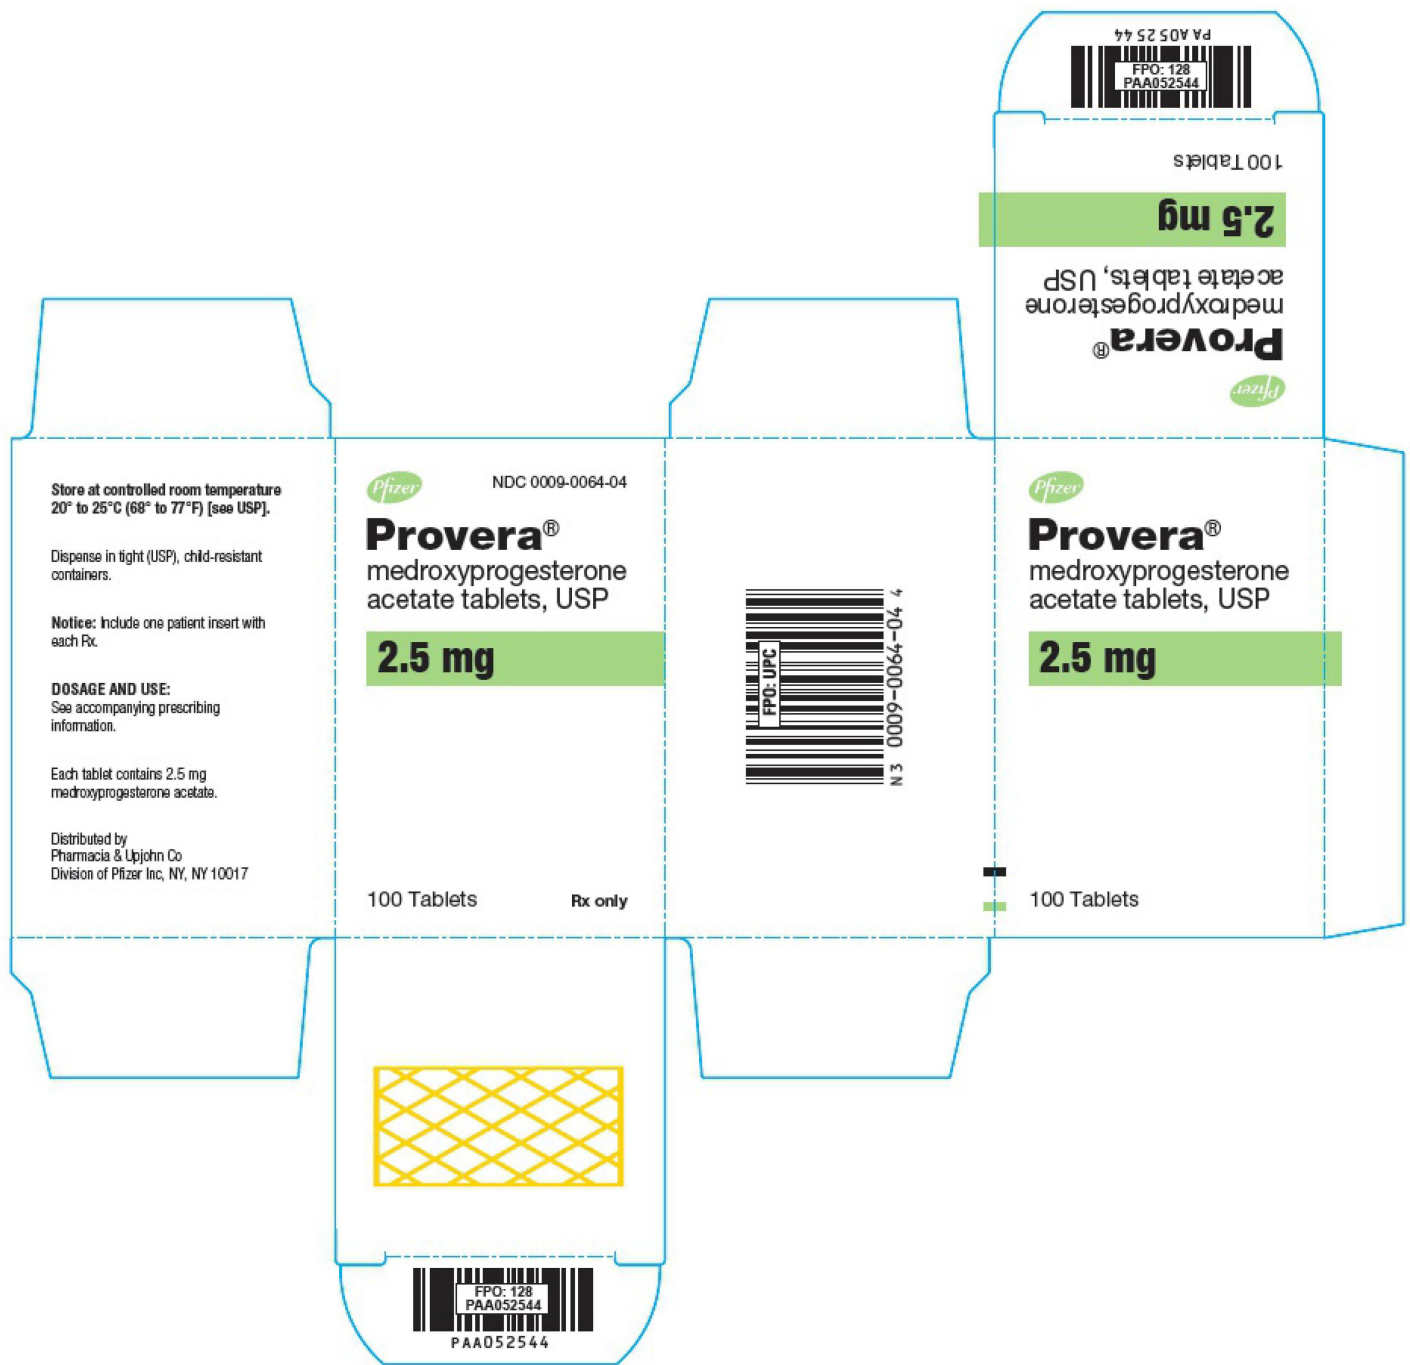 PAA052544
FPO: 128
PAA052544
100 Tablets
2.5 mg
medroxyprogesterone
acetate tablets, USP
Provera®
Pfizer
Store at controlled room temperature
20° to 25°C (68° to 77°F) [see USP].
Dispense in tight (USP), child-resistant
containers.
Notice: Include one patient insert with
each Rx.
DOSAGE AND USE:
See accompanying prescribing
information.
Each tablet contains 2.5 mg
medroxyprogesterone acetate.
Distributed by
Pharmacia & Upjohn Co
Division of Pfizer Inc, NY, NY 10017
Pfizer
NDC 0009-0064-04
Provera®
medroxyprogesterone
acetate tablets, USP
2.5 mg
100 Tablets
Rx only
FPO: UPC
N3 0009-0064-04 4
Pfizer
Provera®
medroxyprogesterone
acetate tablets, USP
2.5 mg
100 Tablets
FPO: 128
PAA052544
PAA052544